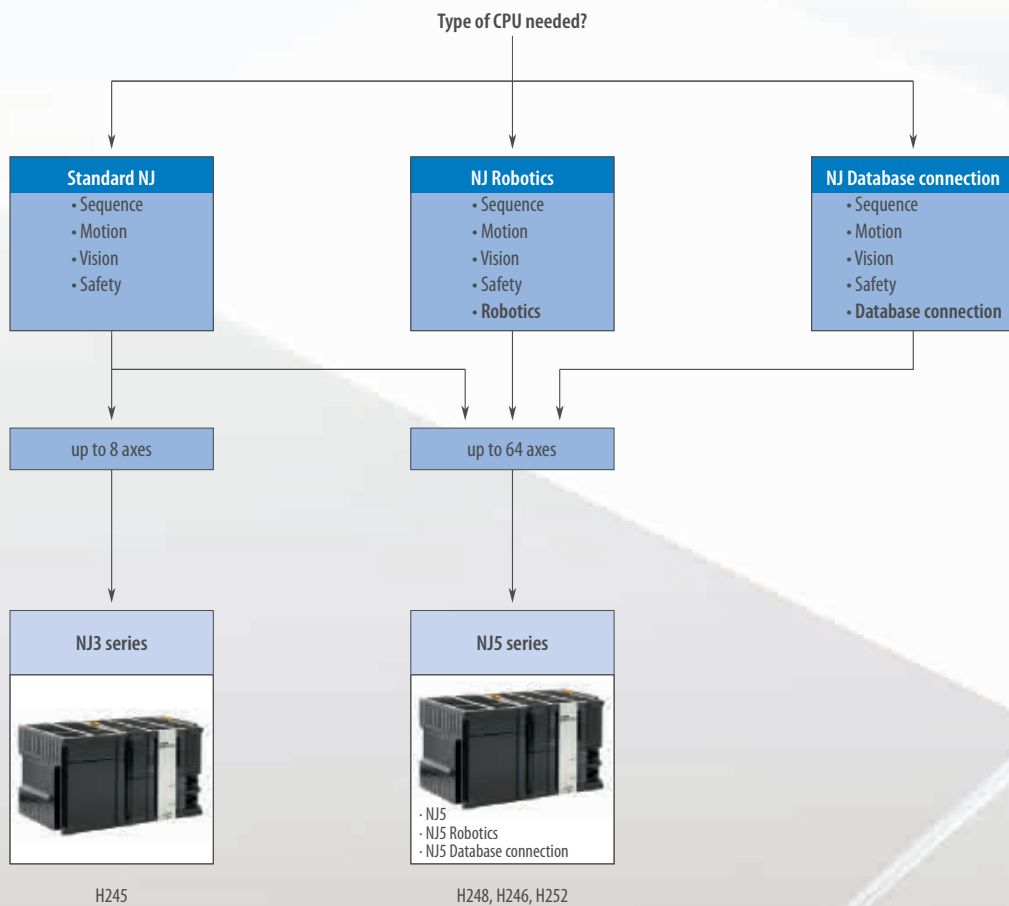 Type of CPU needed?
Standard NJ
• Sequence
• Motion
• Vision
• Safety
NJ Robotics
• Sequence
• Motion
• Vision
• Safety
• Robotics
NJ Database connection
• Sequence
• Motion
• Vision
• Safety
• Database connection
up to 8 axes
up to 64 axes
NJ3 series
NJ5 series
· NJ5
· NJ5 Robotics
· NJ5 Database connection
H245
H248, H246, H252